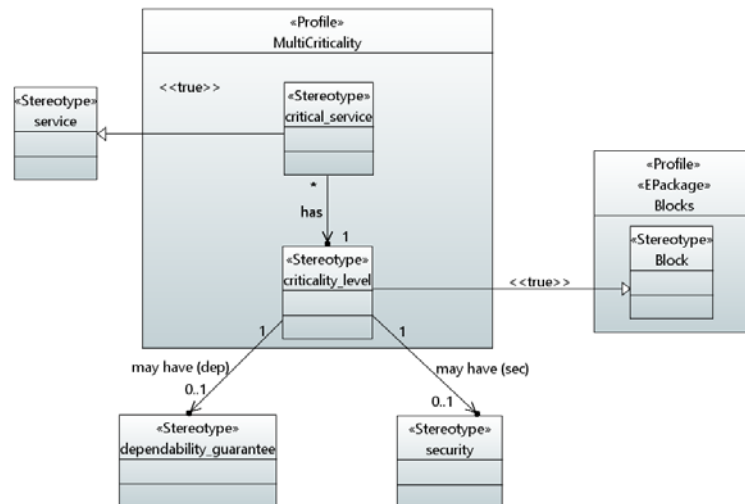 «Profile»
MultiCriticality
<<true>>
«Stereotype»
service
«Stereotype»
critical_service
*
has
1
«Profile»
«EPackage»
Blocks
«Stereotype»
Block
«Stereotype»
criticality_level
<<true>>
1
1
may have (dep)
may have (sec)
0..1
0..1
«Stereotype»
dependability_guarantee
«Stereotype»
security